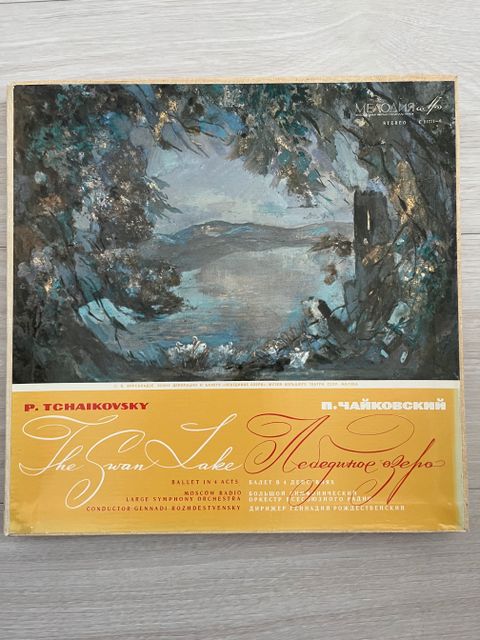 МЕЛОДИЯ
STEREO
P. TCHAIKOVSKY
П. ЧАЙКОВСКИЙ
The Swan Lake
Лебединое озеро
BALLET IN 4 ACTS
БАЛЕТ В 4 ДЕЙСТВИЯХ
MOSCOW RADIO
LARGE SYMPHONY ORCHESTRA
БОЛЬШОЙ СИМФОНИЧЕСКИЙ
ОРКЕСТР ВСЕСОЮЗНОГО РАДИО
CONDUCTOR GENNADI ROZHDESTVENSKY
ДИРИЖЕР ГЕННАДИЙ РОЖДЕСТВЕНСКИЙ